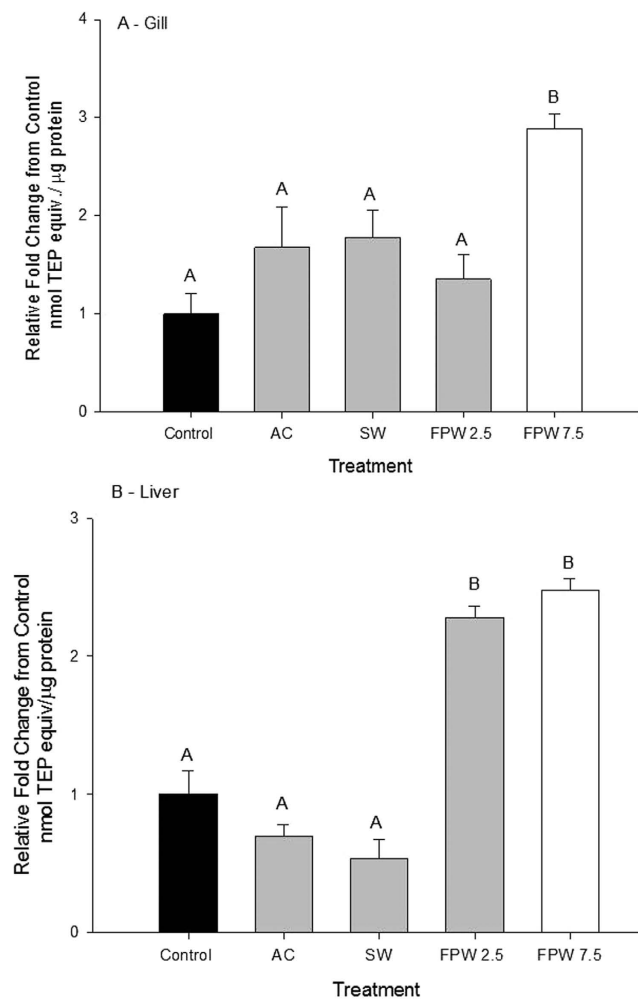 A - Gill
Relative Fold Change from Control
nmol TEP equiv./ μg protein
4
3
2
1
0
A
A
A
A
B
Control AC SW FPW 2.5 FPW 7.5
Treatment
B - Liver
Relative Fold Change from Control
nmol TEP equiv/μg protein
3
2
1
0
A
A
A
B
B
Control AC SW FPW 2.5 FPW 7.5
Treatment